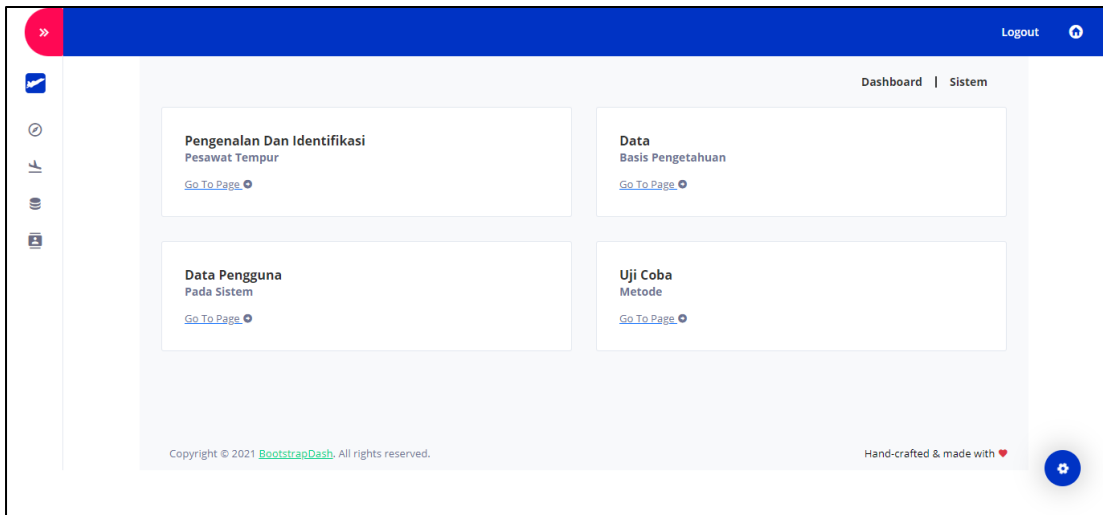 Logout
Dashboard | Sistem
Pengenalan Dan Identifikasi
Pesawat Tempur
Go To Page
Data
Basis Pengetahuan
Go To Page
Data Pengguna
Pada Sistem
Go To Page
Uji Coba
Metode
Go To Page
Copyright © 2021 BootstrapDash. All rights reserved.
Hand-crafted & made with